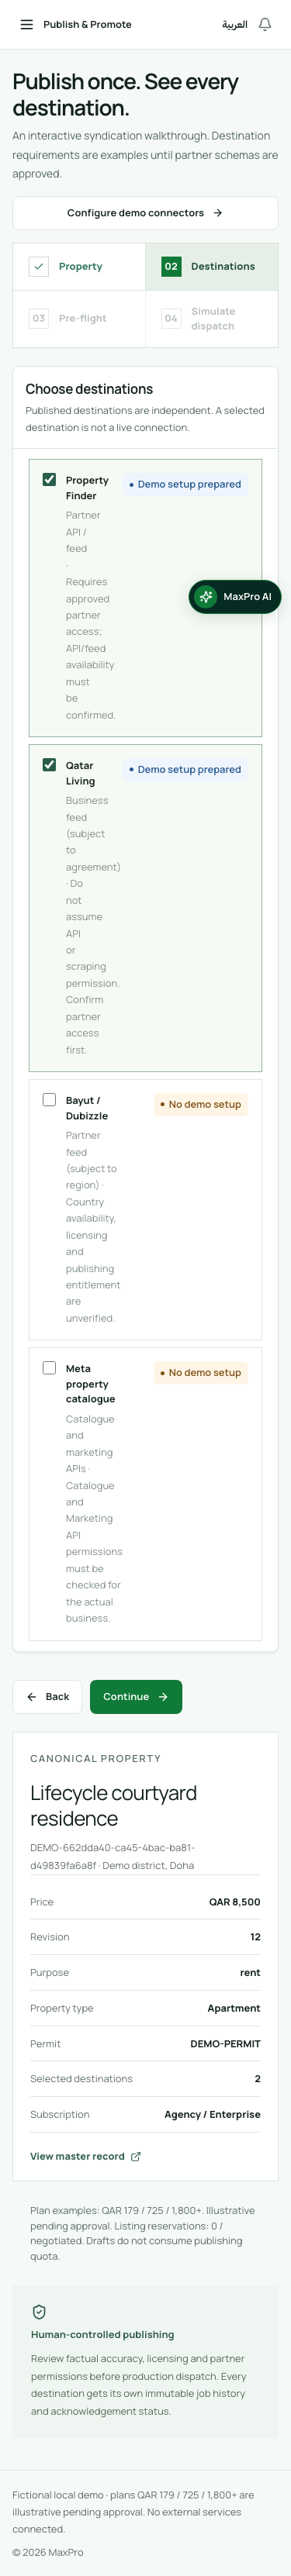 Publish & Promote
العربية
Publish once. See every
destination.
An interactive syndication walkthrough. Destination
requirements are examples until partner schemas are
approved.
Configure demo connectors
Property
02 Destinations
03 Pre-flight
04 Simulate
dispatch
Choose destinations
Published destinations are independent. A selected
destination is not a live connection.
Property
Finder
Demo setup prepared
Partner
API /
feed
·
Requires
approved
partner
access;
API/feed
availability
must
be
confirmed.
MaxPro AI
Qatar
Living
Demo setup prepared
Business
feed
(subject
to
agreement)
· Do
not
assume
API
or
scraping
permission.
Confirm
partner
access
first.
Bayut /
Dubizzle
No demo setup
Partner
feed
(subject to
region) ·
Country
availability,
licensing
and
publishing
entitlement
are
unverified.
Meta
property
catalogue
No demo setup
Catalogue
and
marketing
APIs ·
Catalogue
and
Marketing
API
permissions
must be
checked for
the actual
business.
Back
Continue
CANONICAL PROPERTY
Lifecycle courtyard
residence
DEMO-662dda40-ca45-4bac-ba81-
d49839fa6a8f · Demo district, Doha
Price QAR 8,500
Revision 12
Purpose rent
Property type Apartment
Permit DEMO-PERMIT
Selected destinations 2
Subscription Agency / Enterprise
View master record
Plan examples: QAR 179 / 725 / 1,800+. Illustrative
pending approval. Listing reservations: 0 /
negotiated. Drafts do not consume publishing
quota.
Human-controlled publishing
Review factual accuracy, licensing and partner
permissions before production dispatch. Every
destination gets its own immutable job history
and acknowledgement status.
Fictional local demo · plans QAR 179 / 725 / 1,800+ are
illustrative pending approval. No external services
connected.
© 2026 MaxPro